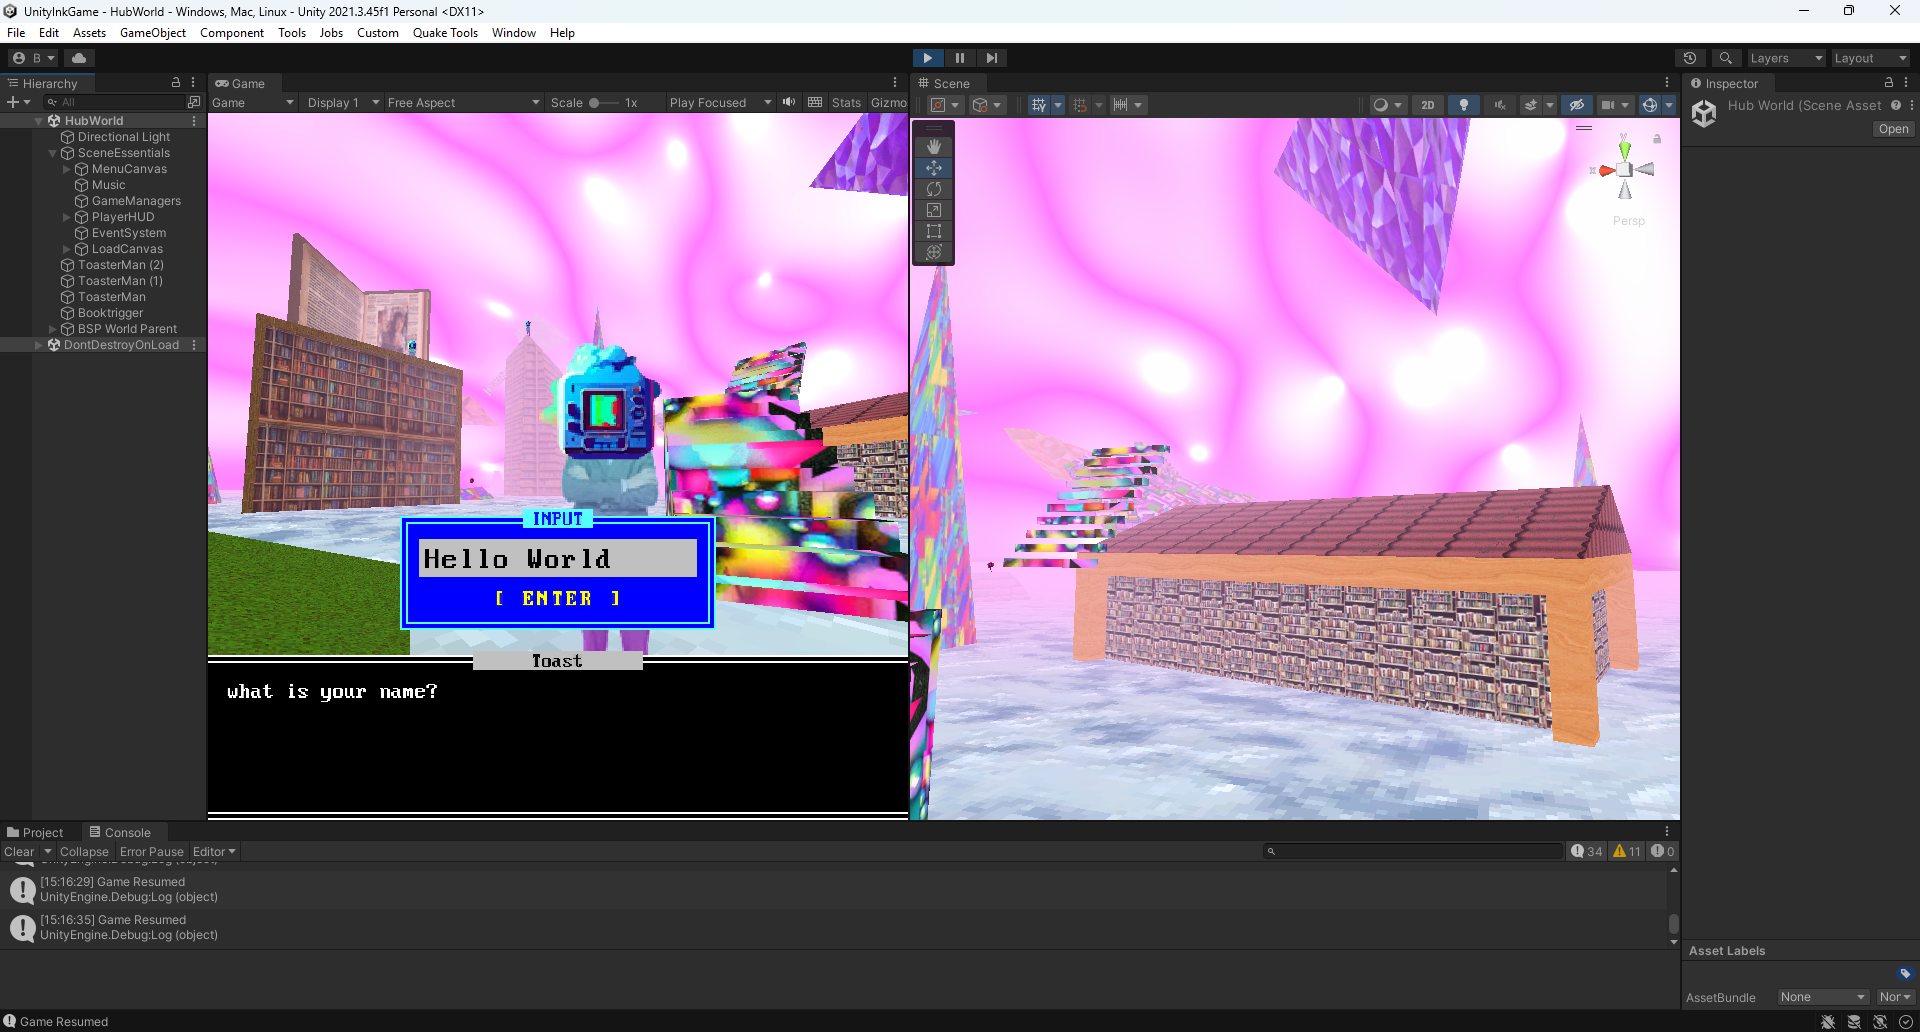 UnityInkGame - HubWorld - Windows, Mac, Linux - Unity 2021.3.45f1 Personal <DX11>
File Edit Assets GameObject Component Tools Jobs Custom Quake Tools Window Help
B Layers Layout
Hierarchy
All
HubWorld
Directional Light
SceneEssentials
MenuCanvas
Music
GameManagers
PlayerHUD
EventSystem
LoadCanvas
ToasterMan (2)
ToasterMan (1)
ToasterMan
Booktrigger
BSP World Parent
DontDestroyOnLoad
Game
Game Display 1 Free Aspect Scale 1x Play Focused Stats Gizmo
INPUT
Hello World
[ ENTER ]
Toast
what is your name?
Scene
2D
y
x
Persp
Inspector
Hub World (Scene Asset
Open
Project Console
Clear Collapse Error Pause Editor 34 11 0
[15:16:29] Game Resumed
UnityEngine.Debug:Log (object)
[15:16:35] Game Resumed
UnityEngine.Debug:Log (object)
Asset Labels
AssetBundle None Nor
Game Resumed